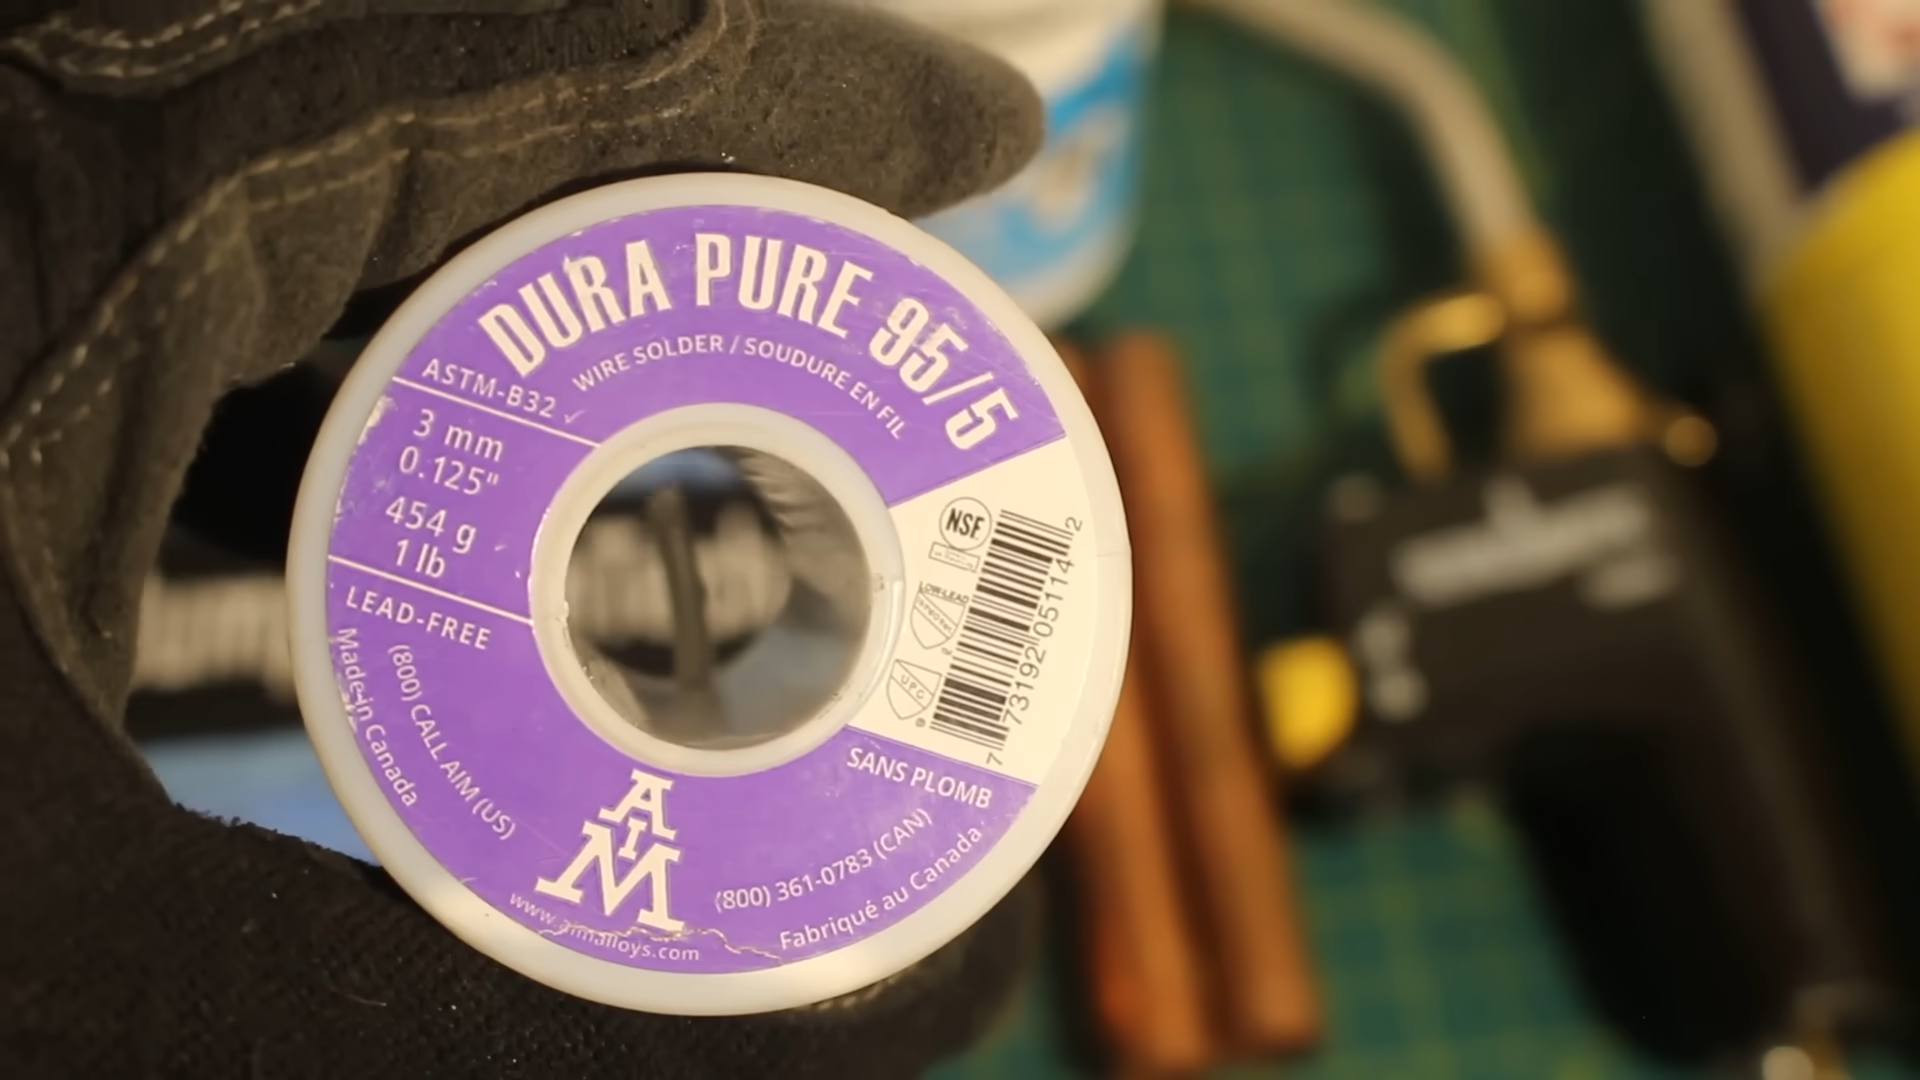 DURA PURE 95/5
WIRE SOLDER / SOUDURE EN FIL
ASTM-B32
3 mm
0.125"
454 g
1 lb
LEAD-FREE
Made in Canada
(800) CALL AIM (US)
AIM
www.aimalloys.com
NSF
LOW-LEAD
UPC
7 73192 05114 2
SANS PLOMB
(800) 361-0783 (CAN)
Fabriqué au Canada